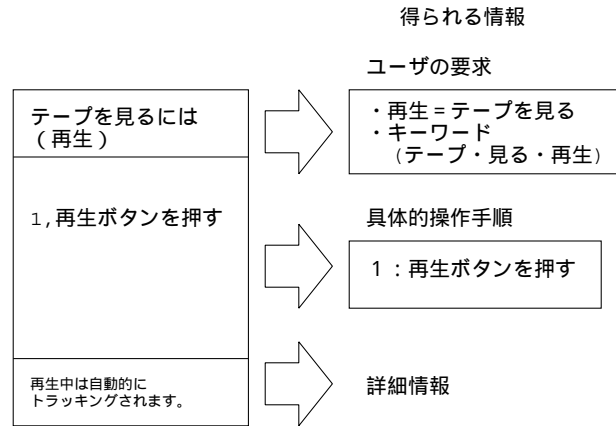 得られる情報
ユーザの要求
テープを見るには
（再生）
・再生=テープを見る
・キーワード
（テープ・見る・再生）
1,再生ボタンを押す
具体的操作手順
1：再生ボタンを押す
再生中は自動的に
トラッキングされます。
詳細情報